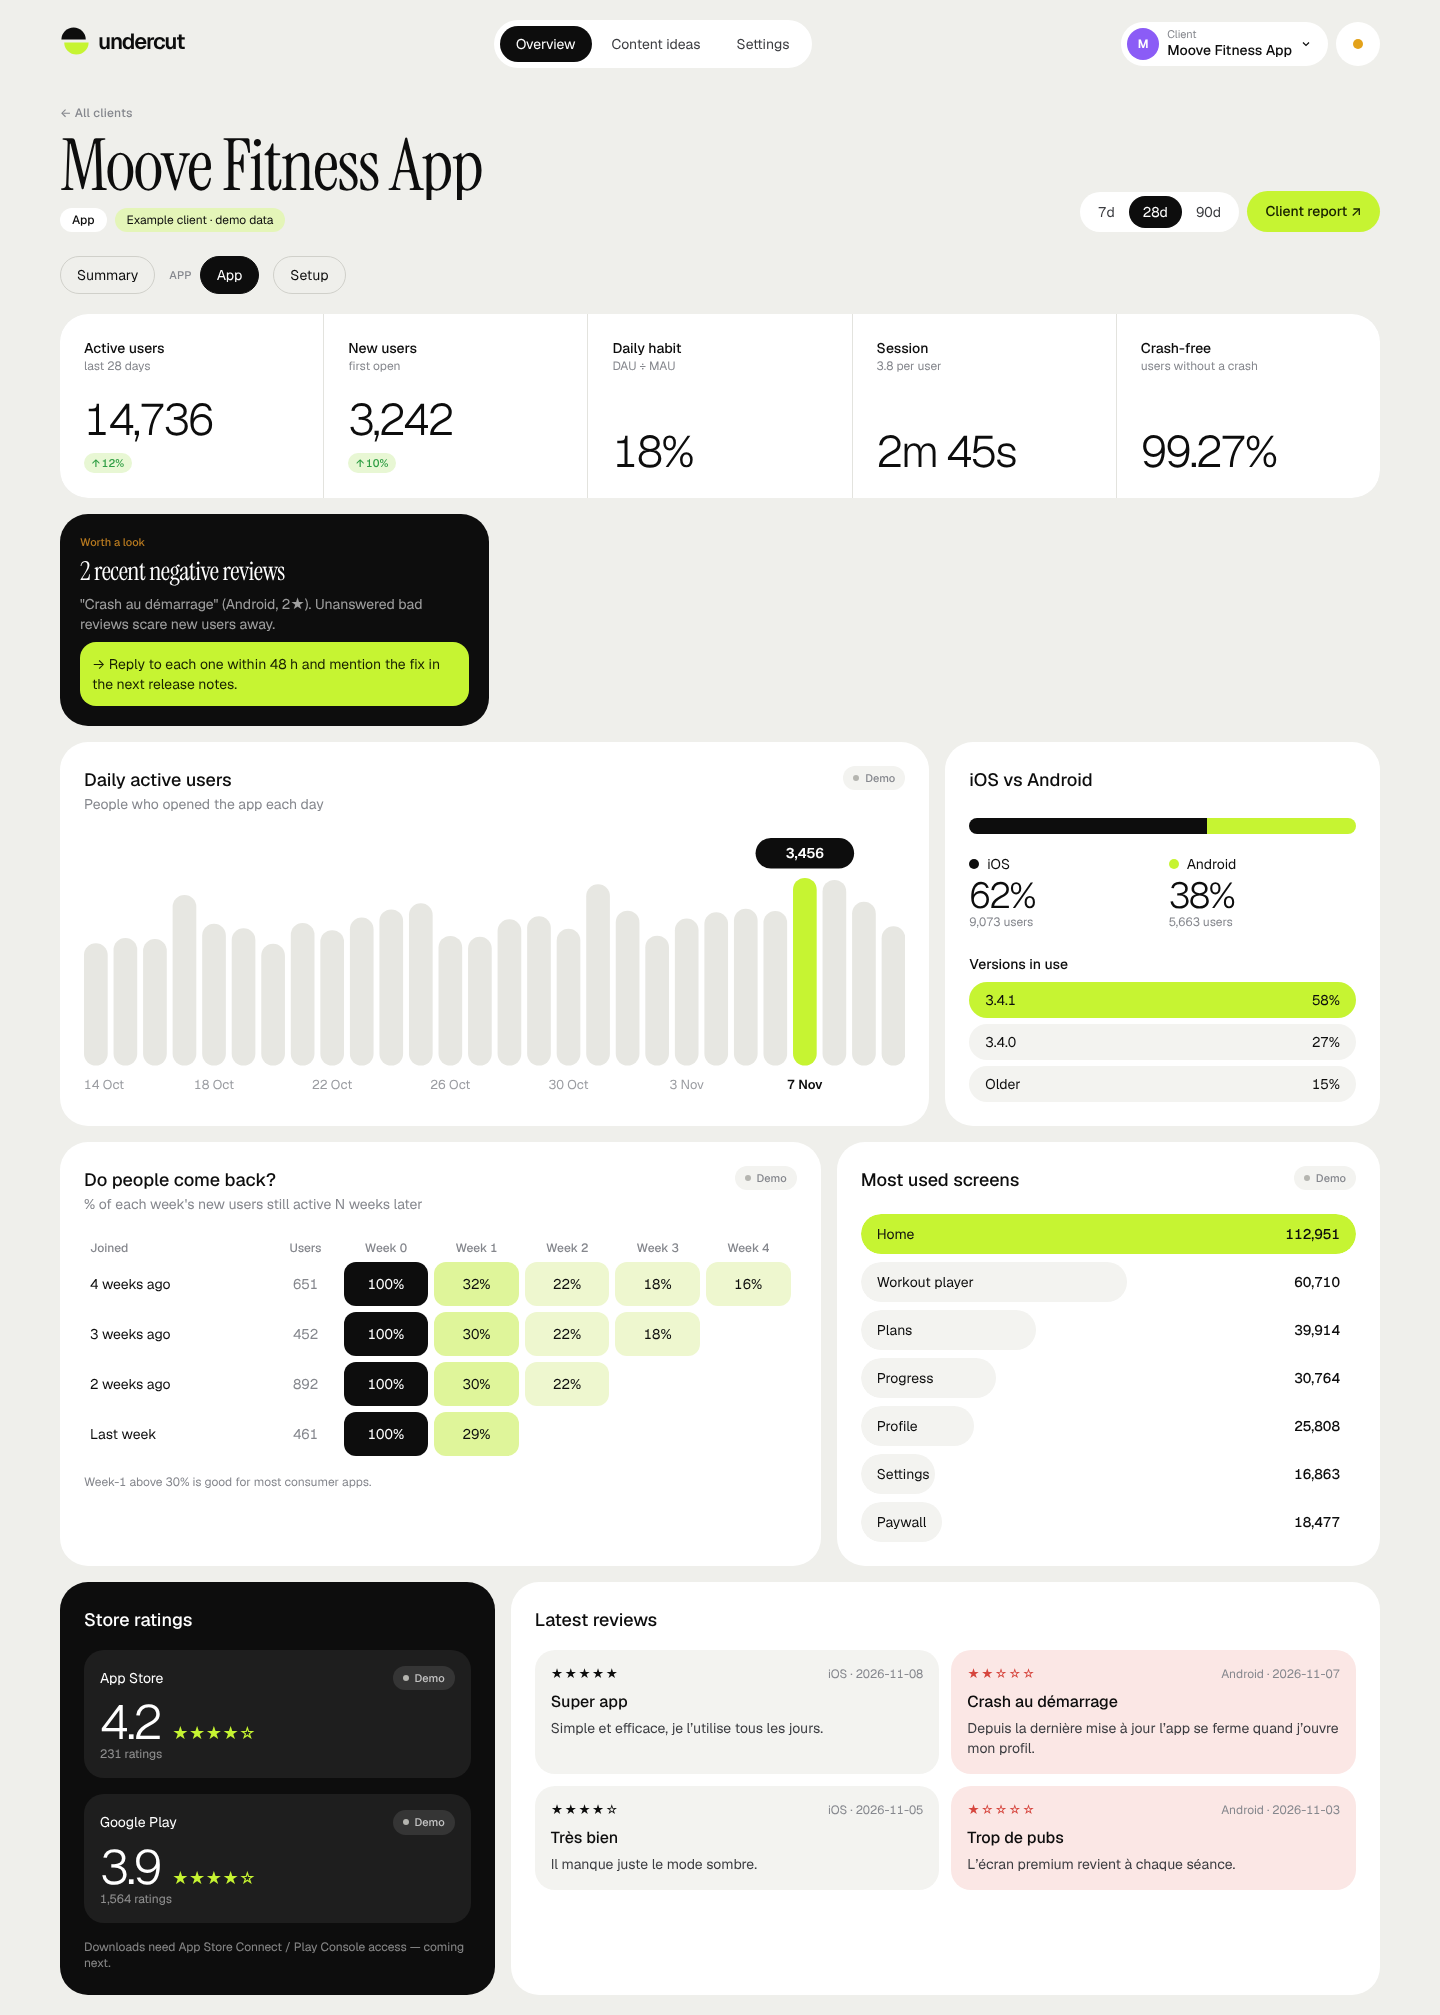 undercut
Overview
Content ideas
Settings
M
Client
Moove Fitness App
← All clients
Moove Fitness App
App
Example client · demo data
7d
28d
90d
Client report ↗
Summary
APP
App
Setup
Active users
last 28 days
14,736
↑ 12%
New users
first open
3,242
↑ 10%
Daily habit
DAU ÷ MAU
18%
Session
3.8 per user
2m 45s
Crash-free
users without a crash
99.27%
Worth a look
2 recent negative reviews
"Crash au démarrage" (Android, 2★). Unanswered bad
reviews scare new users away.
→ Reply to each one within 48 h and mention the fix in
the next release notes.
Daily active users
Demo
People who opened the app each day
3,456
14 Oct
18 Oct
22 Oct
26 Oct
30 Oct
3 Nov
7 Nov
iOS vs Android
iOS
62%
9,073 users
Android
38%
5,663 users
Versions in use
3.4.1 58%
3.4.0 27%
Older 15%
Do people come back?
Demo
% of each week's new users still active N weeks later
Joined Users Week 0 Week 1 Week 2 Week 3 Week 4
4 weeks ago 651 100% 32% 22% 18% 16%
3 weeks ago 452 100% 30% 22% 18%
2 weeks ago 892 100% 30% 22%
Last week 461 100% 29%
Week-1 above 30% is good for most consumer apps.
Most used screens
Demo
Home 112,951
Workout player 60,710
Plans 39,914
Progress 30,764
Profile 25,808
Settings 16,863
Paywall 18,477
Store ratings
App Store
Demo
4.2 ★★★★☆
231 ratings
Google Play
Demo
3.9 ★★★★☆
1,564 ratings
Downloads need App Store Connect / Play Console access — coming
next.
Latest reviews
★★★★★ iOS · 2026-11-08
Super app
Simple et efficace, je l’utilise tous les jours.
★★☆☆☆ Android · 2026-11-07
Crash au démarrage
Depuis la dernière mise à jour l’app se ferme quand j’ouvre
mon profil.
★★★★☆ iOS · 2026-11-05
Très bien
Il manque juste le mode sombre.
★☆☆☆☆ Android · 2026-11-03
Trop de pubs
L’écran premium revient à chaque séance.